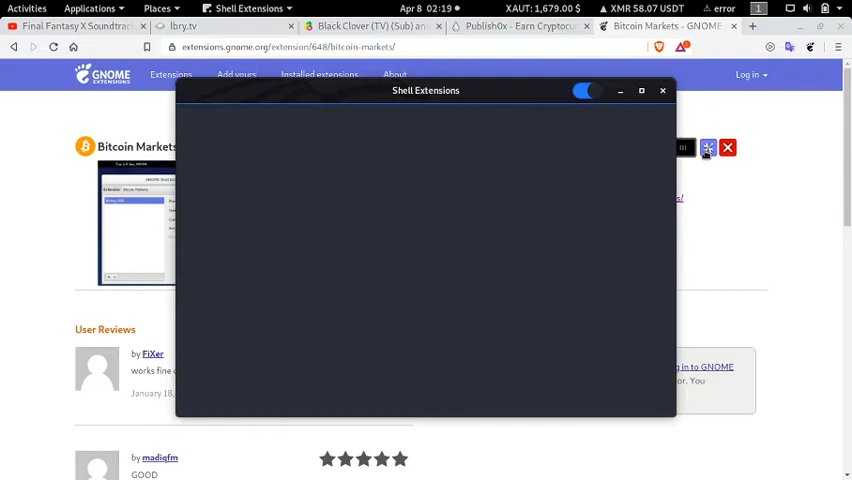 Activities Applications Places Shell Extensions Apr 8 02:19 XAUT: 1,679.00 $ XMR 58.07 USDT ⚠ error 1
Final Fantasy X Soundtrac lbry.tv Black Clover (TV) (Sub) an Publish0x - Earn Cryptocu Bitcoin Markets - GNOME
extensions.gnome.org/extension/648/bitcoin-markets/
GNOME
EXTENSIONS
Extensions Add yours Installed extensions About Log in
Shell Extensions
Bitcoin Markets
s/
User Reviews
by FiXer
works fine
January 18,
g in to GNOME
or. You
by madiqfm
GOOD